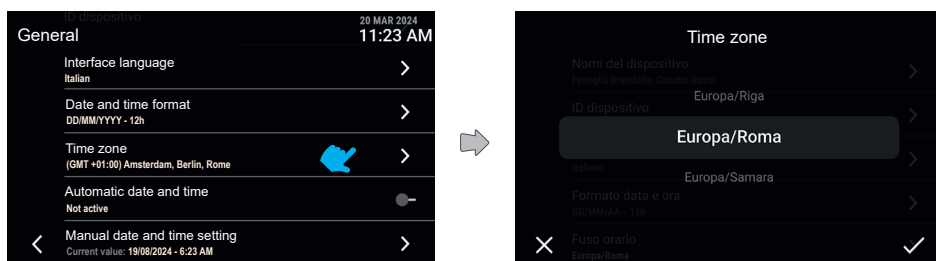 ID dispositivo
General
20 MAR 2024
11:23 AM
Interface language
Italian
Date and time format
DD/MM/YYYY - 12h
Time zone
(GMT +01:00) Amsterdam, Berlin, Rome
Automatic date and time
Not active
Manual date and time setting
Current value: 19/08/2024 - 6:23 AM
Time zone
Nomi del dispositivo
Famiglia Brambilla, Claudia Rossi
Europa/Riga
ID dispositivo
Europa/Roma
Italiano
Europa/Samara
Formato data e ora
GG/MM/AA - 12h
Fuso orario
Europa/Roma